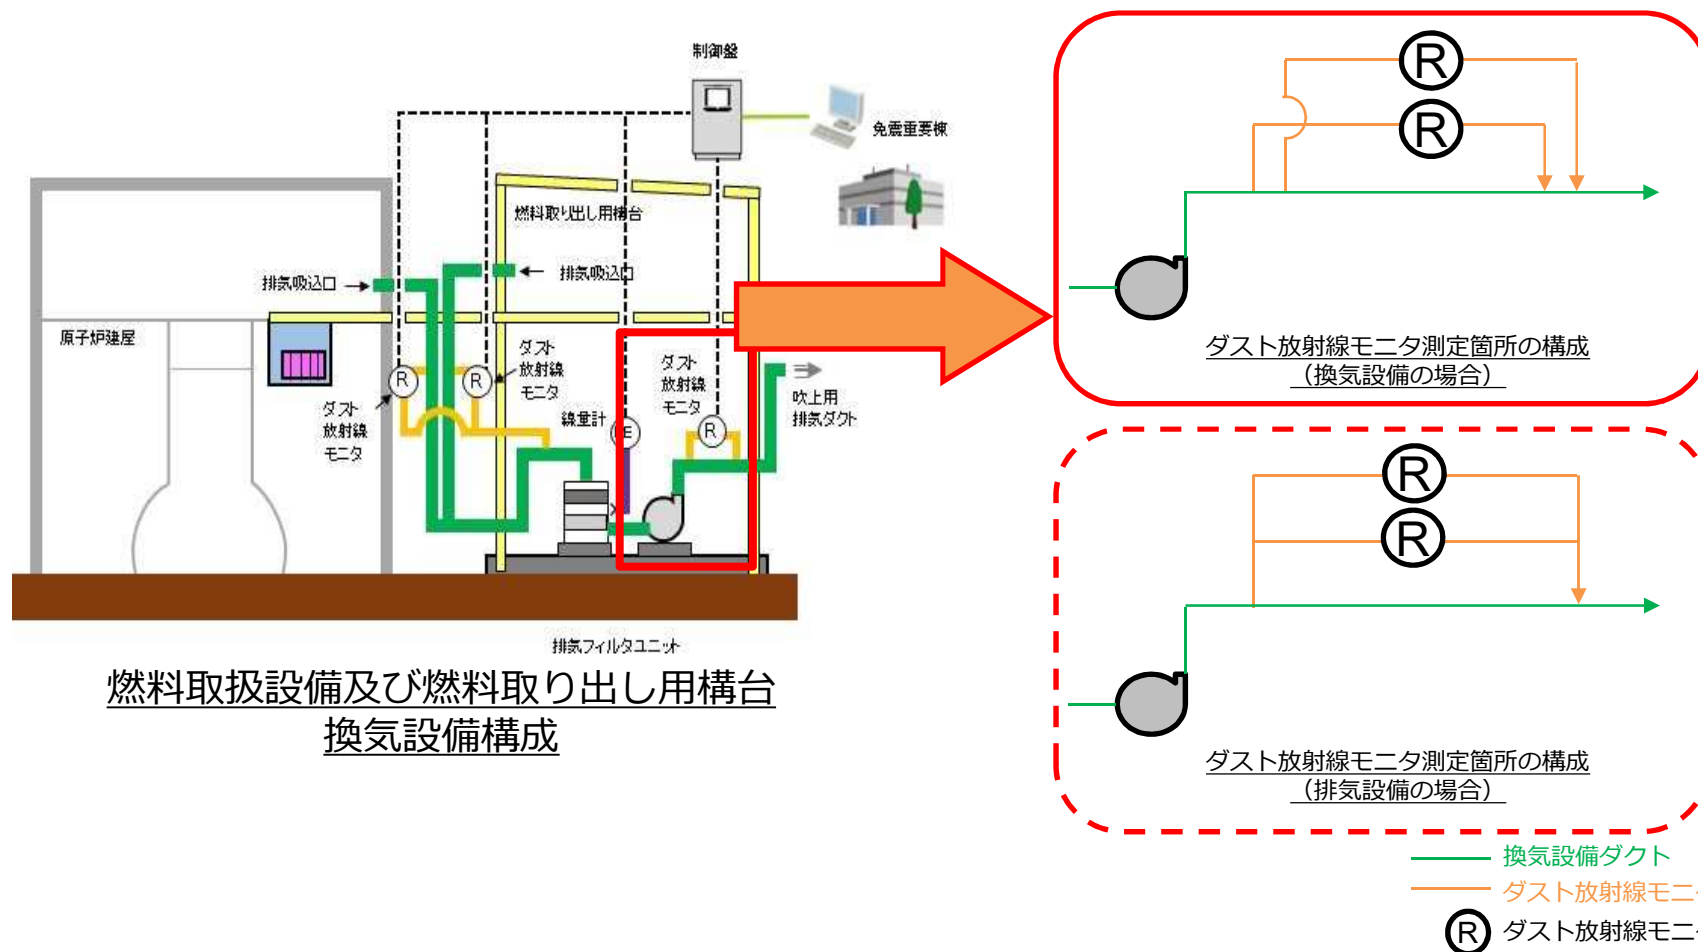 制御盤
免震重要棟
燃料取り出し用構台
排気吸込口
排気吸込口
原子炉建屋
ダスト
放射線
モニタ
ダスト
放射線
モニタ
ダスト
放射線
モニタ
線量計
吹上用
排気ダクト
R
R
E
R
排気フィルタユニット
燃料取扱設備及び燃料取り出し用構台
換気設備構成
R
R
ダスト放射線モニタ測定箇所の構成
（換気設備の場合）
R
R
ダスト放射線モニタ測定箇所の構成
（排気設備の場合）
換気設備ダクト
ダスト放射線モニ
R ダスト放射線モニ